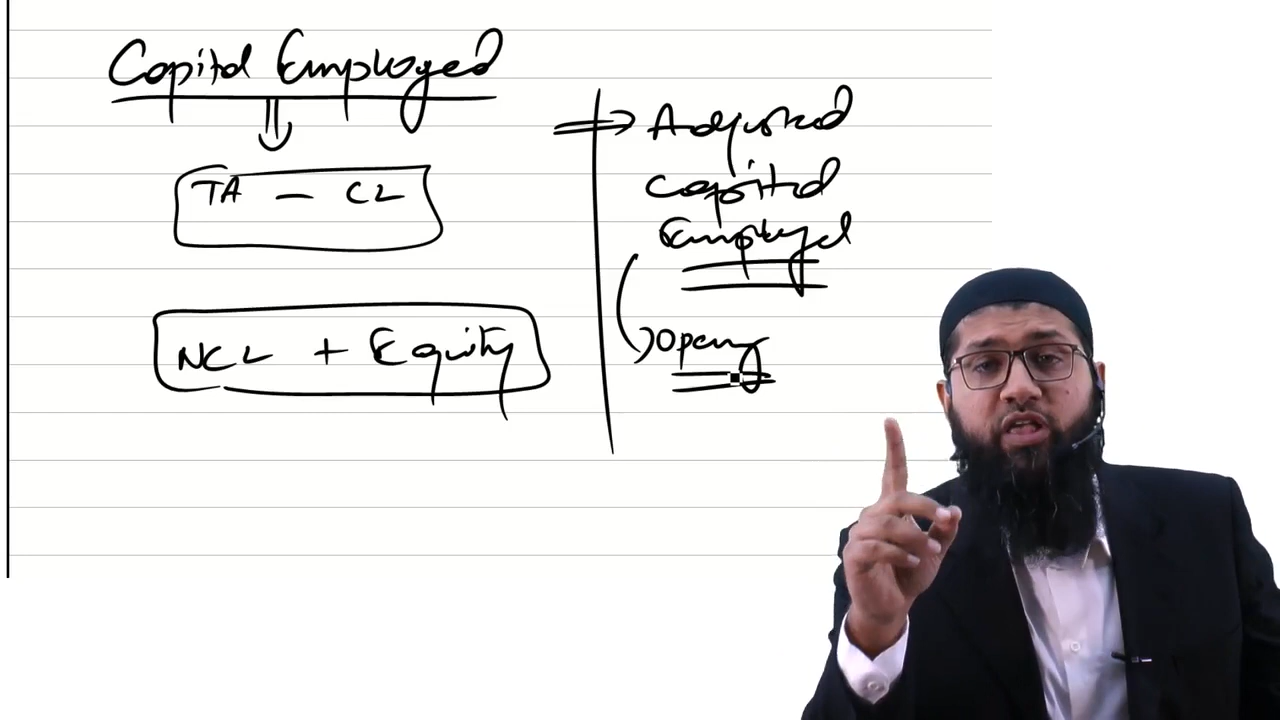 Capital Employed
TA - CL
NCL + Equity
⇒ Adjusted
Capital
Employed
Opening